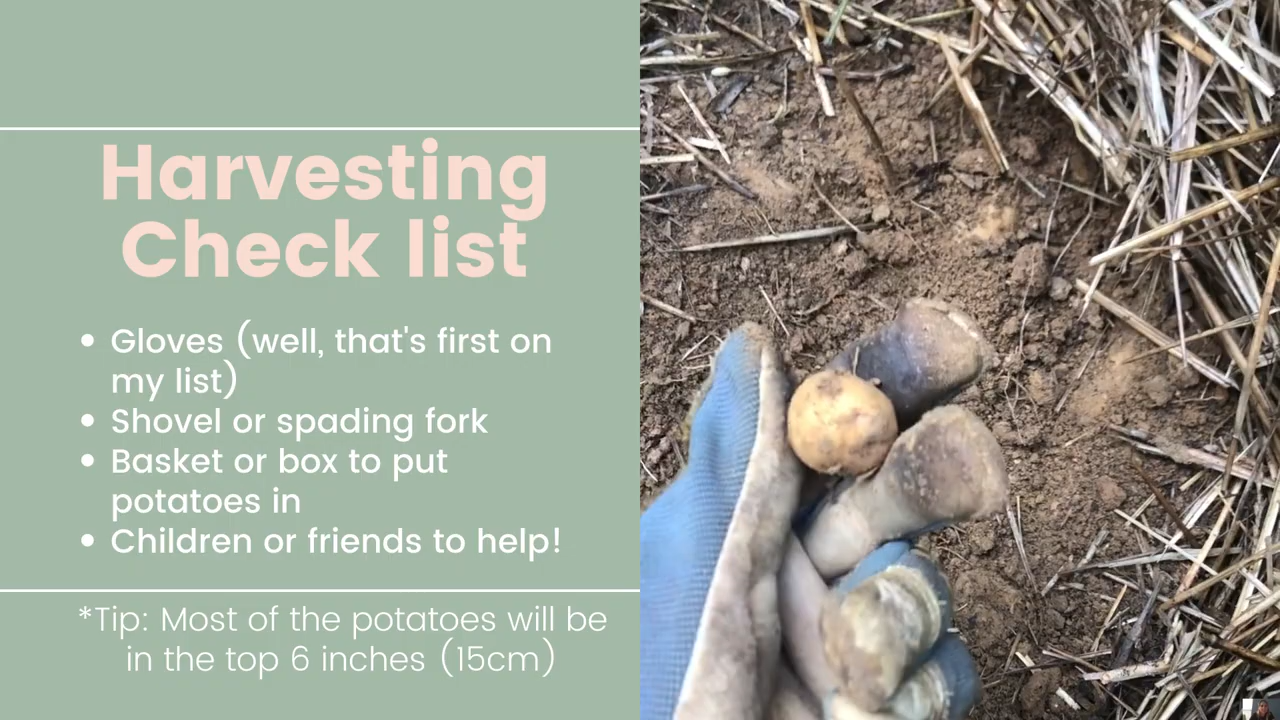 Harvesting
Check list
• Gloves (well, that's first on
my list)
• Shovel or spading fork
• Basket or box to put
potatoes in
• Children or friends to help!
*Tip: Most of the potatoes will be
in the top 6 inches (15cm)